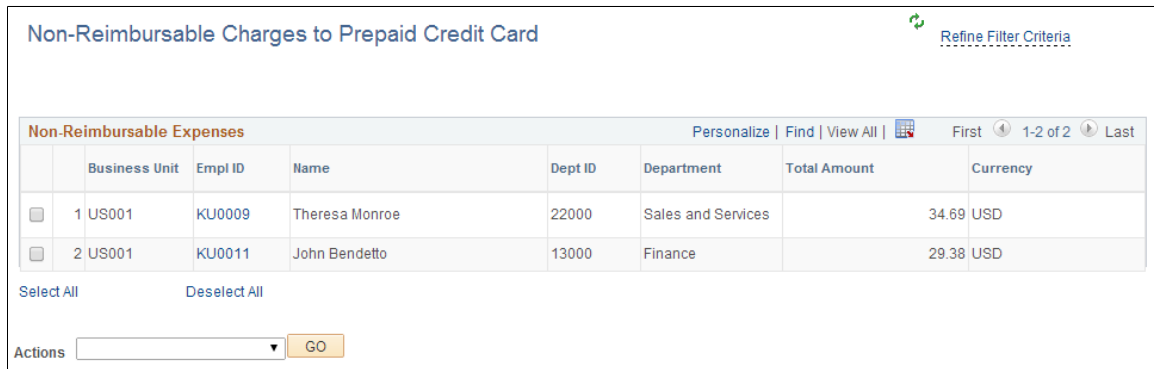 Non-Reimbursable Charges to Prepaid Credit Card
Refine Filter Criteria
Non-Reimbursable Expenses Personalize | Find | View All | First 1-2 of 2 Last
Business Unit Empl ID Name Dept ID Department Total Amount Currency
1 US001 KU0009 Theresa Monroe 22000 Sales and Services 34.69 USD
2 US001 KU0011 John Bendetto 13000 Finance 29.38 USD
Select All Deselect All
Actions GO